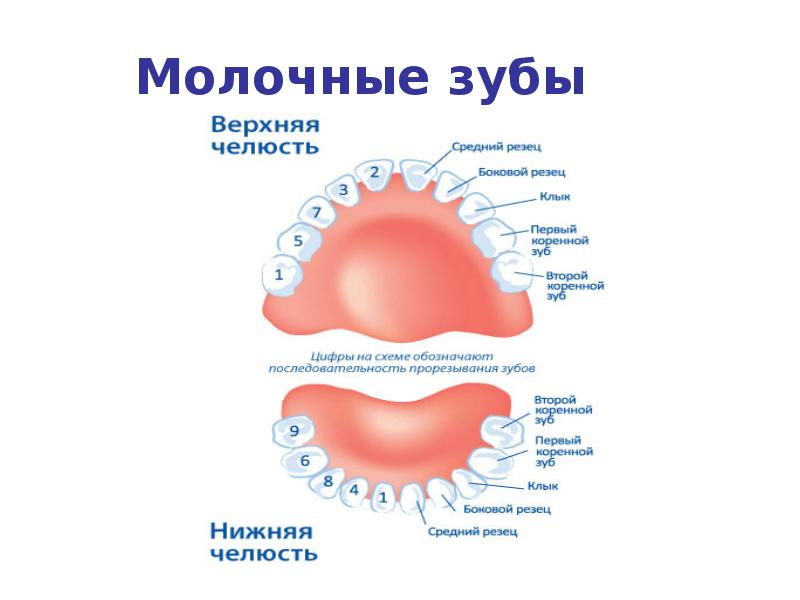 Молочные зубы
Верхняя
челюсть
Средний резец
Боковой резец
Клык
Первый
коренной
зуб
Второй
коренной
зуб
2
3
7
5
1
Цифры на схеме обозначают
последовательность прорезывания зубов
Второй
коренной
зуб
Первый
коренной
зуб
Клык
Боковой резец
Средний резец
9
6
8
4
1
Нижняя
челюсть